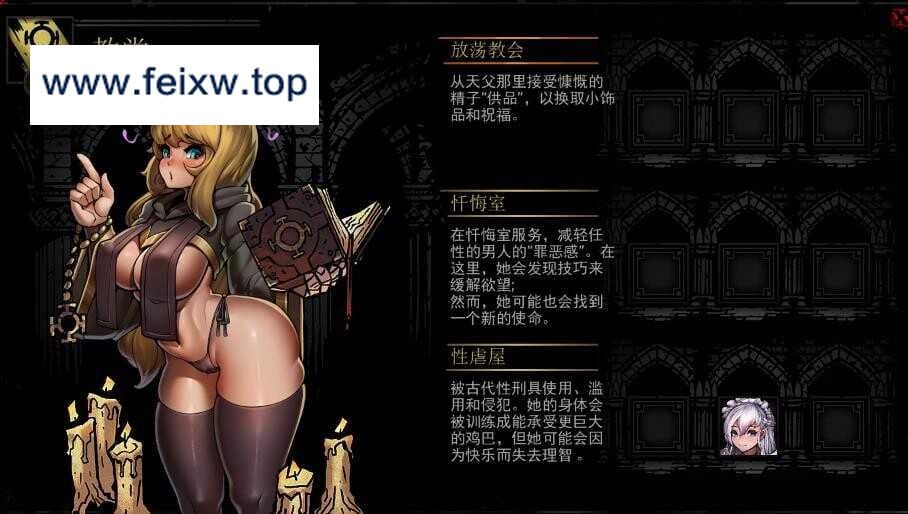 www.feixw.top
放荡教会
从天父那里接受慷慨的
精子“供品”，以换取小饰
品和祝福。
忏悔室
在忏悔室服务，减轻任
性的男人的“罪恶感”。在
这里，她会发现技巧来
缓解欲望;
然而，她可能也会找到
一个新的使命。
性虐屋
被古代性刑具使用、滥
用和侵犯。她的身体会
被训练成能承受更巨大
的鸡巴，但她可能会因
为快乐而失去理智 。